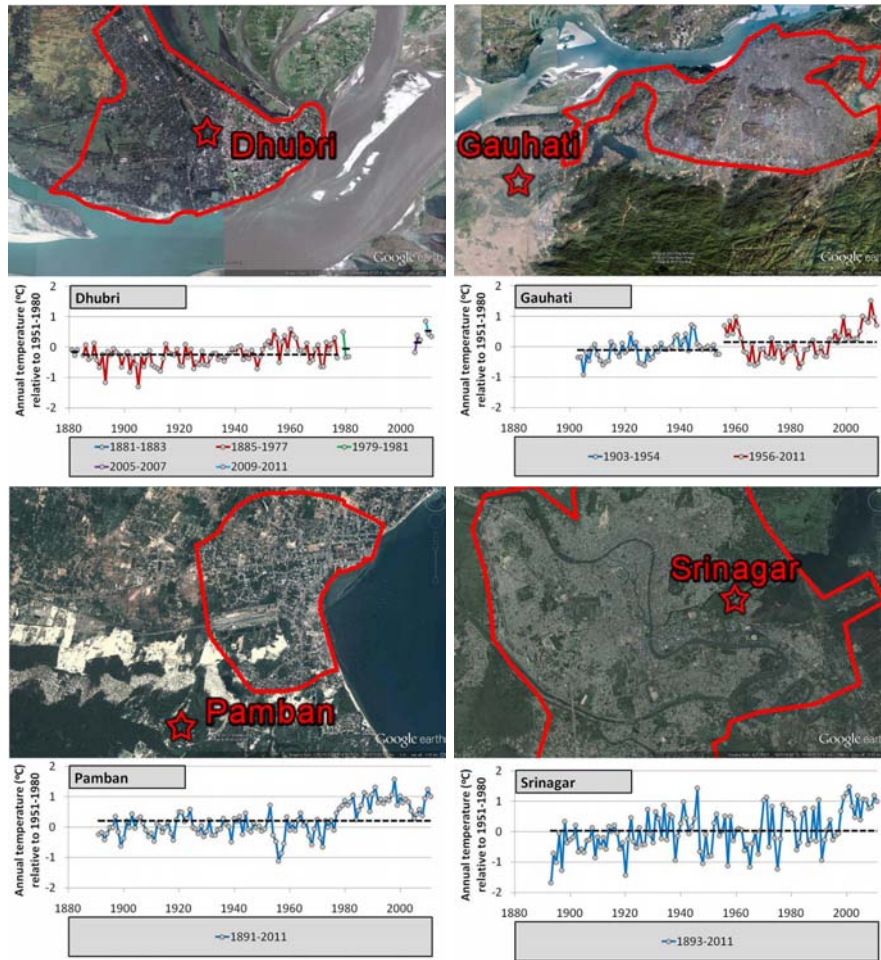 Dhubri
Google earth
Gauhati
Google earth
Dhubri
Annual temperature (ºC)
relative to 1951-1980
2
1
0
-1
-2
1880 1900 1920 1940 1960 1980 2000
1881-1883 1885-1977 1979-1981
2005-2007 2009-2011
Gauhati
Annual temperature (ºC)
relative to 1951-1980
2
1
0
-1
-2
1880 1900 1920 1940 1960 1980 2000
1903-1954 1956-2011
Pamban
Google earth
Srinagar
Google earth
Pamban
Annual temperature (ºC)
relative to 1951-1980
2
1
0
-1
-2
1880 1900 1920 1940 1960 1980 2000
1891-2011
Srinagar
Annual temperature (ºC)
relative to 1951-1980
2
1
0
-1
-2
1880 1900 1920 1940 1960 1980 2000
1893-2011